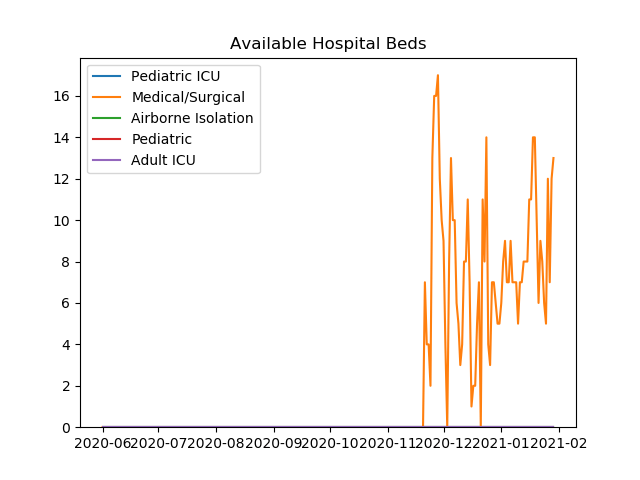 Available Hospital Beds
Pediatric ICU
Medical/Surgical
Airborne Isolation
Pediatric
Adult ICU
16
14
12
10
8
6
4
2
0
2020-06 2020-07 2020-08 2020-09 2020-10 2020-11 2020-12 2021-01 2021-02